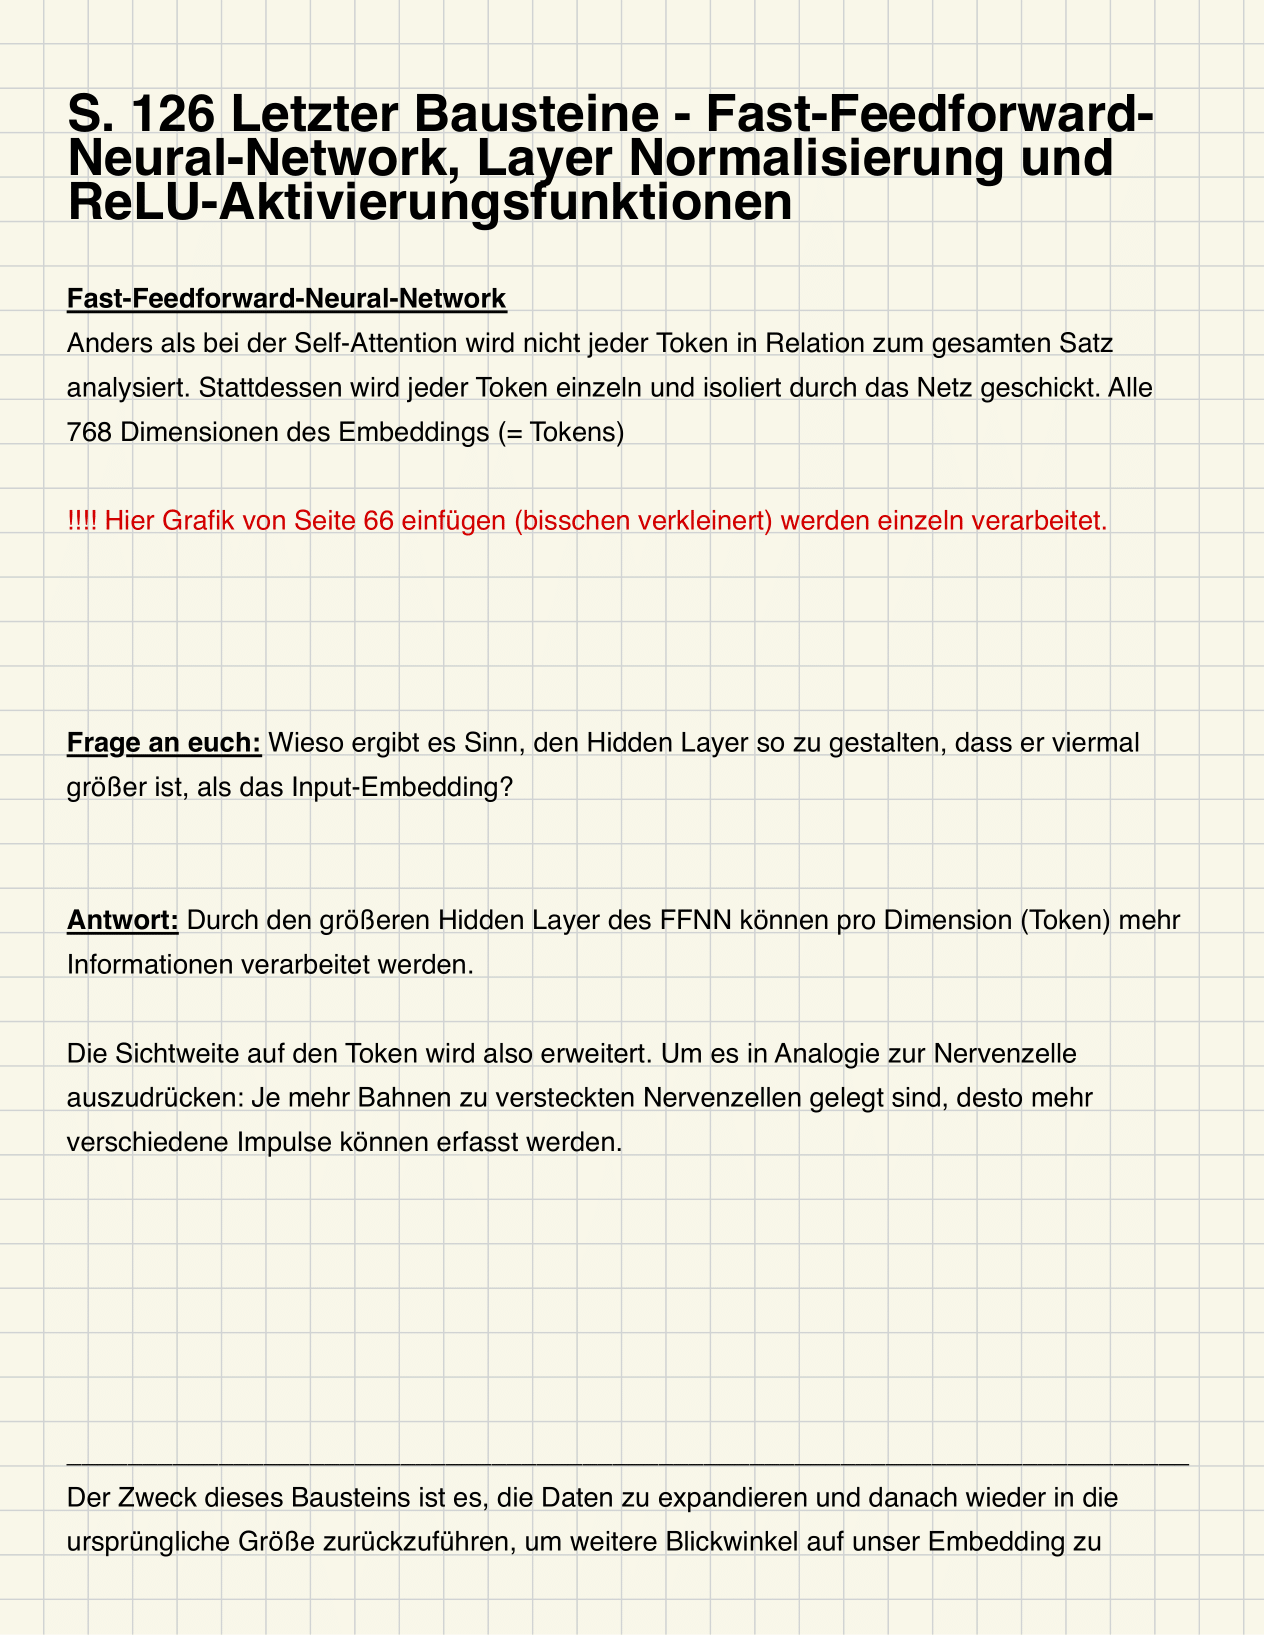 S. 126 Letzter Bausteine - Fast-Feedforward-
Neural-Network, Layer Normalisierung und
ReLU-Aktivierungsfunktionen
Fast-Feedforward-Neural-Network
Anders als bei der Self-Attention wird nicht jeder Token in Relation zum gesamten Satz
analysiert. Stattdessen wird jeder Token einzeln und isoliert durch das Netz geschickt. Alle
768 Dimensionen des Embeddings (= Tokens)
!!!! Hier Grafik von Seite 66 einfügen (bisschen verkleinert) werden einzeln verarbeitet.
Frage an euch: Wieso ergibt es Sinn, den Hidden Layer so zu gestalten, dass er viermal
größer ist, als das Input-Embedding?
Antwort: Durch den größeren Hidden Layer des FFNN können pro Dimension (Token) mehr
Informationen verarbeitet werden.
Die Sichtweite auf den Token wird also erweitert. Um es in Analogie zur Nervenzelle
auszudrücken: Je mehr Bahnen zu versteckten Nervenzellen gelegt sind, desto mehr
verschiedene Impulse können erfasst werden.
Der Zweck dieses Bausteins ist es, die Daten zu expandieren und danach wieder in die
ursprüngliche Größe zurückzuführen, um weitere Blickwinkel auf unser Embedding zu